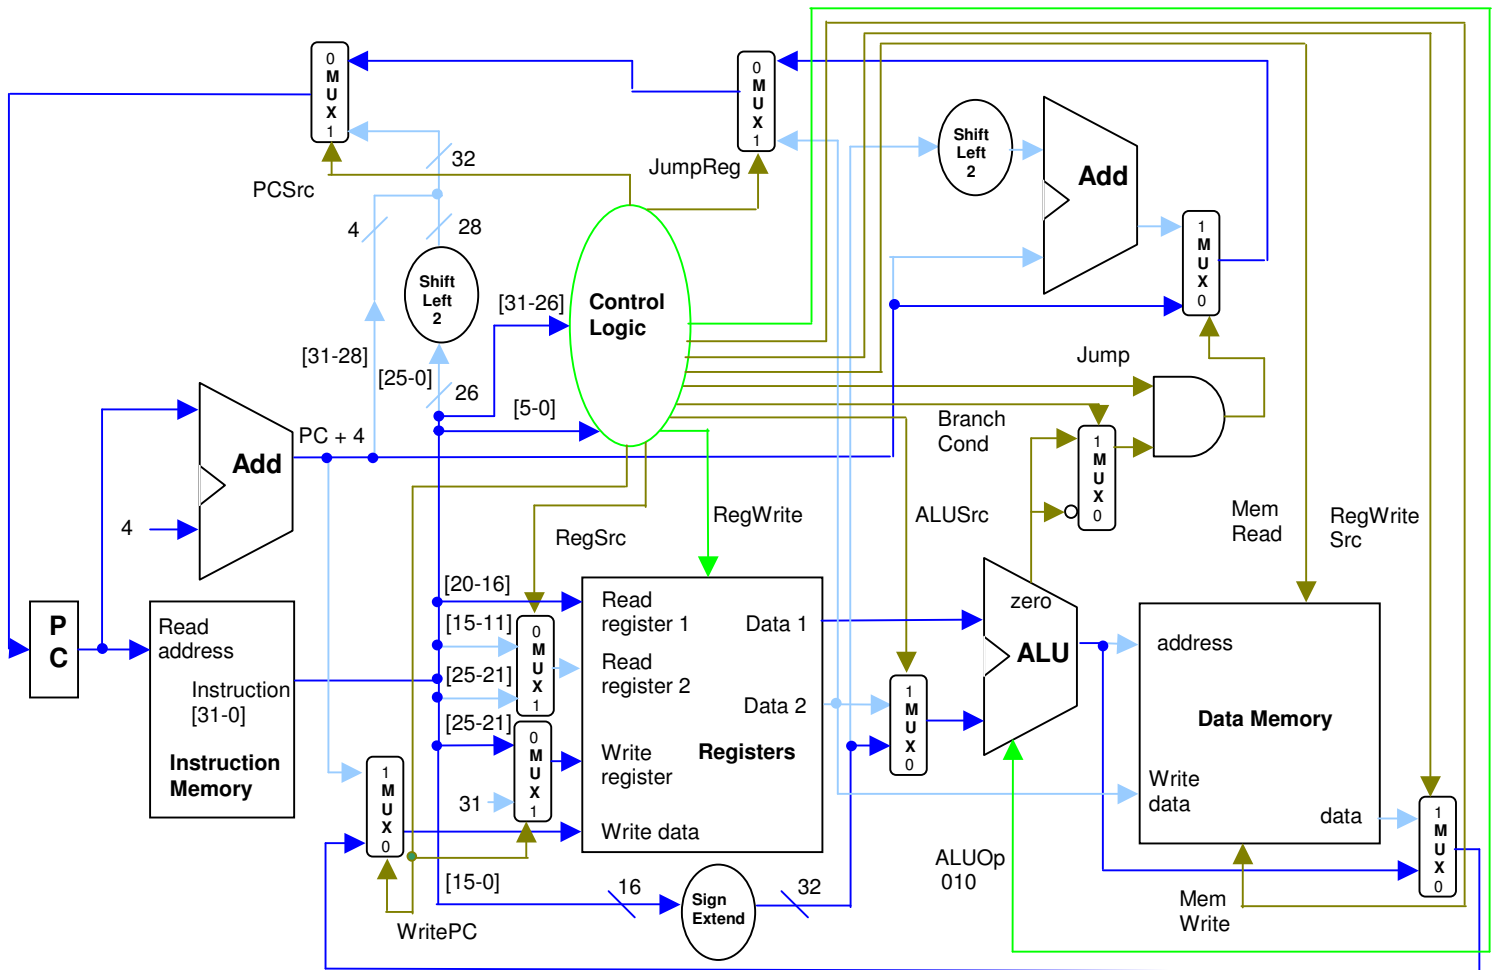 0
M
U
X
1
0
M
U
X
1
32
PCSrc
JumpReg
Shift
Left
2
Add
4
28
1
M
U
X
0
Shift
Left
2
[31-26]
Control
Logic
[31-28]
[25-0]
26
Jump
[5-0]
Branch
Cond
PC + 4
Add
1
M
U
X
0
4
RegSrc
RegWrite
ALUSrc
Mem
Read
RegWrite
Src
[20-16]
P
C
Read
address
Instruction
[31-0]
Instruction
Memory
[15-11]
[25-21]
[25-21]
0
M
U
X
1
0
M
U
X
1
31
Read
register 1
Data 1
Read
register 2
Data 2
Registers
Write
register
Write data
zero
ALU
1
M
U
X
0
address
Data Memory
Write
data
data
1
M
U
X
0
1
M
U
X
0
[15-0]
WritePC
16
Sign
Extend
32
ALUOp
010
Mem
Write